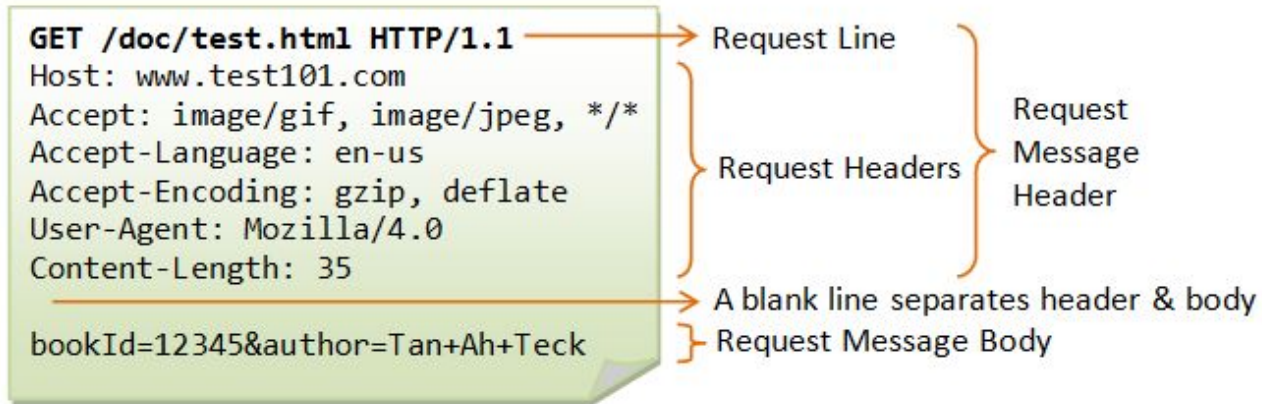 GET /doc/test.html HTTP/1.1
Host: www.test101.com
Accept: image/gif, image/jpeg, */*
Accept-Language: en-us
Accept-Encoding: gzip, deflate
User-Agent: Mozilla/4.0
Content-Length: 35
bookId=12345&author=Tan+Ah+Teck
Request Line
Request Headers
Request
Message
Header
A blank line separates header & body
Request Message Body